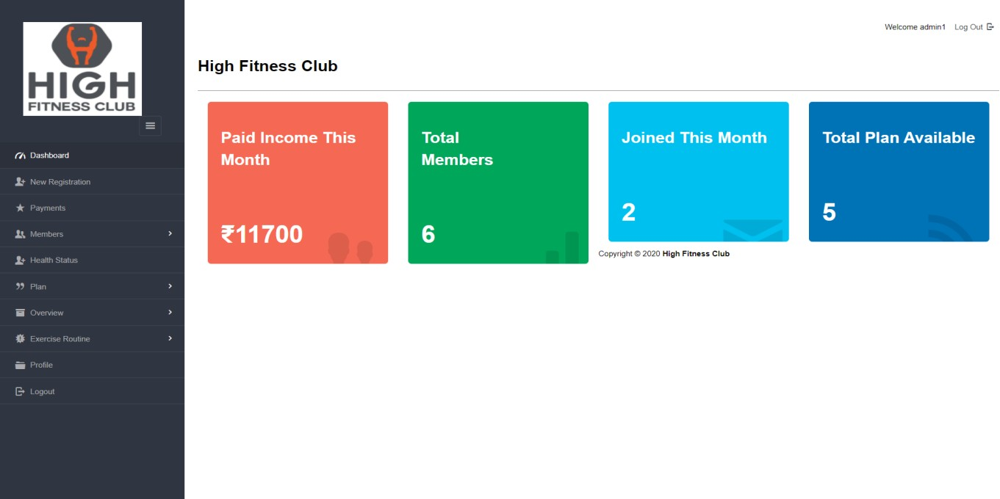 HIGH
FITNESS CLUB
Dashboard
New Registration
Payments
Members
Health Status
Plan
Overview
Exercise Routine
Profile
Logout
Welcome admin1 Log Out
High Fitness Club
Paid Income This
Month
₹11700
Total
Members
6
Joined This Month
2
Total Plan Available
5
Copyright © 2020 High Fitness Club